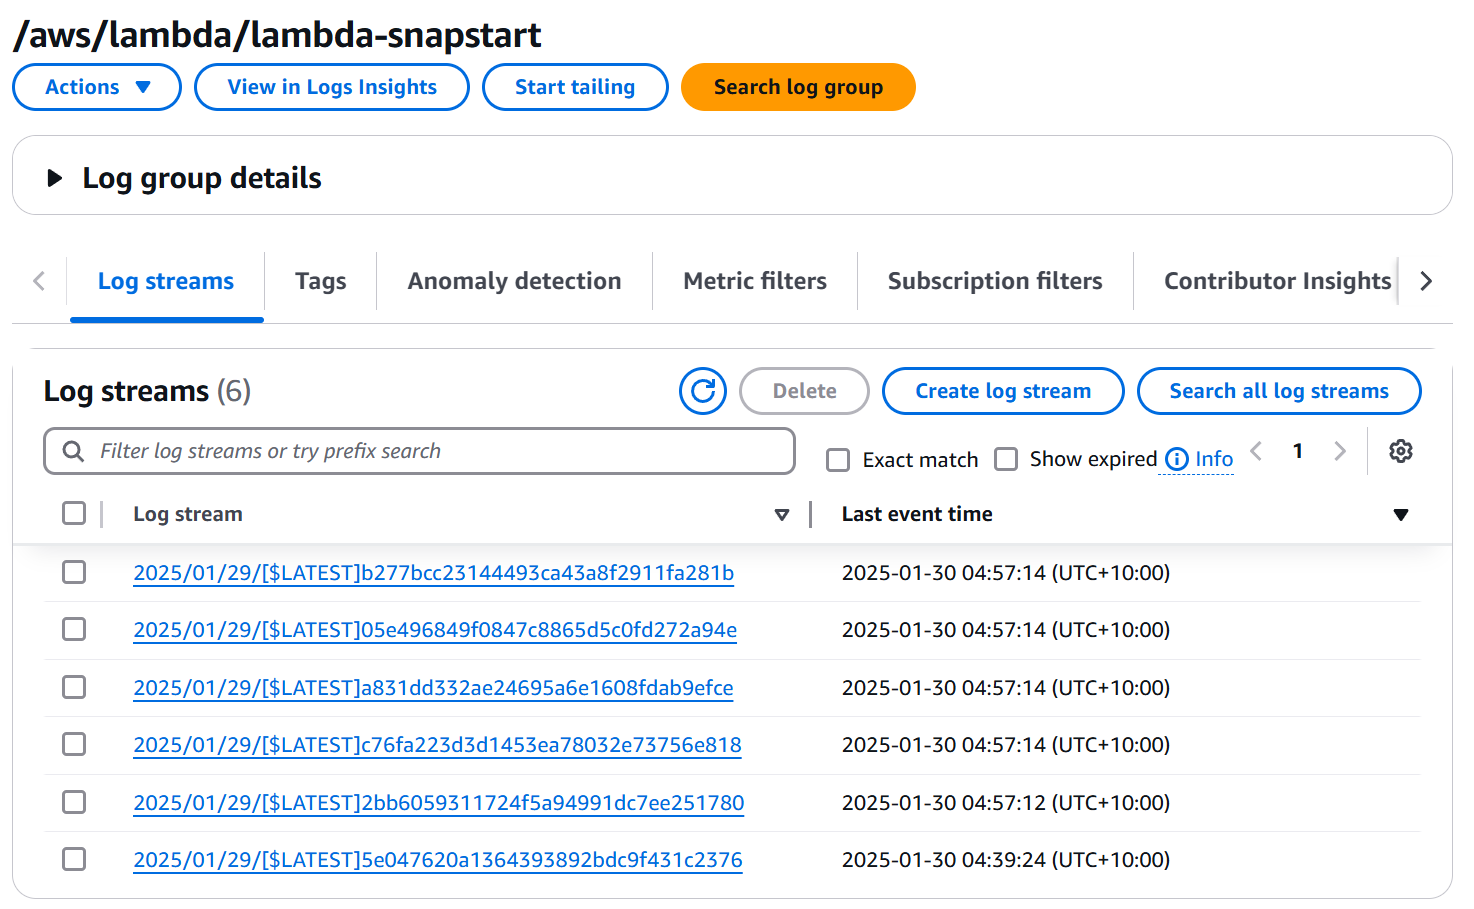 /aws/lambda/lambda-snapstart
Actions View in Logs Insights Start tailing Search log group
Log group details
Log streams Tags Anomaly detection Metric filters Subscription filters Contributor Insights
Log streams (6) Delete Create log stream Search all log streams
Filter log streams or try prefix search Exact match Show expired Info 1
Log stream Last event time
2025/01/29/[$LATEST]b277bcc23144493ca43a8f2911fa281b 2025-01-30 04:57:14 (UTC+10:00)
2025/01/29/[$LATEST]05e496849f0847c8865d5c0fd272a94e 2025-01-30 04:57:14 (UTC+10:00)
2025/01/29/[$LATEST]a831dd332ae24695a6e1608fdab9efce 2025-01-30 04:57:14 (UTC+10:00)
2025/01/29/[$LATEST]c76fa223d3d1453ea78032e73756e818 2025-01-30 04:57:14 (UTC+10:00)
2025/01/29/[$LATEST]2bb6059311724f5a94991dc7ee251780 2025-01-30 04:57:12 (UTC+10:00)
2025/01/29/[$LATEST]5e047620a1364393892bdc9f431c2376 2025-01-30 04:39:24 (UTC+10:00)